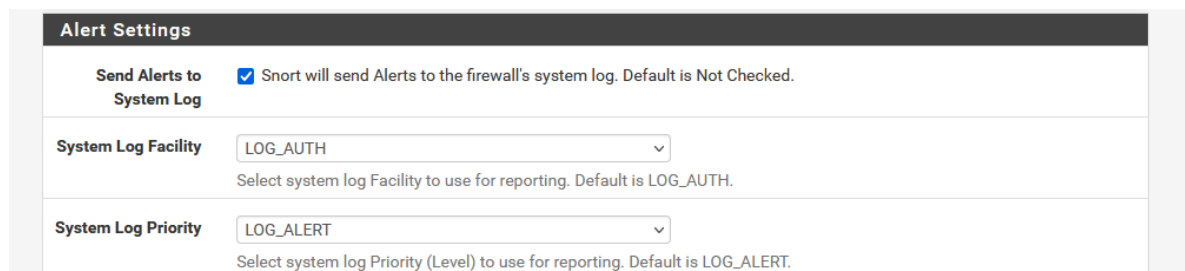 Alert Settings
Send Alerts to
System Log
Snort will send Alerts to the firewall's system log. Default is Not Checked.
System Log Facility
LOG_AUTH
Select system log Facility to use for reporting. Default is LOG_AUTH.
System Log Priority
LOG_ALERT
Select system log Priority (Level) to use for reporting. Default is LOG_ALERT.